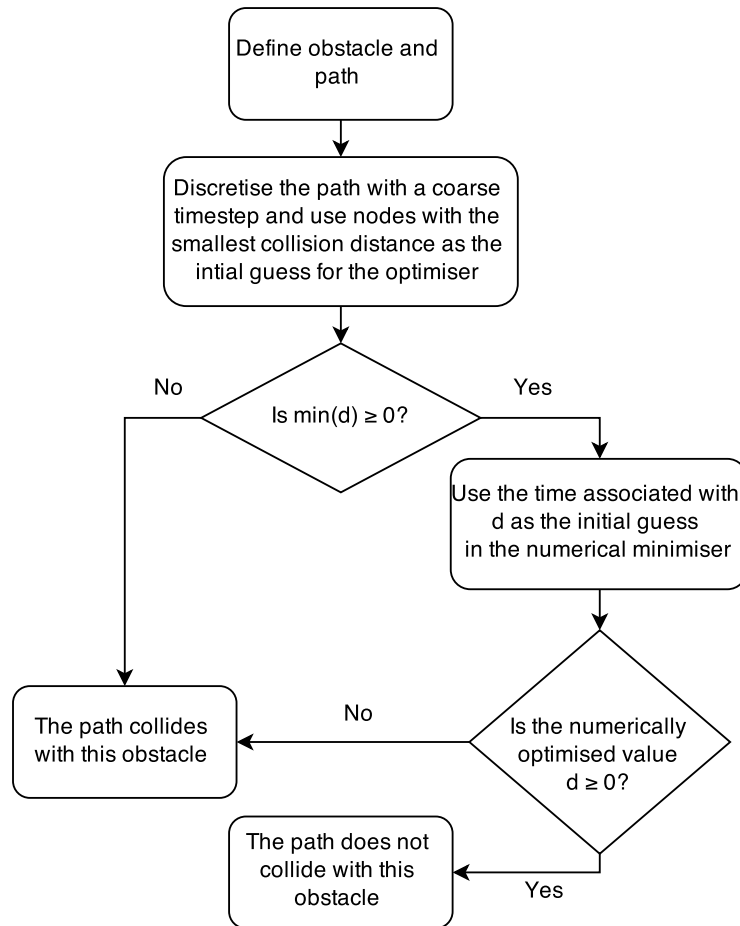 Define obstacle and
path
Discretise the path with a coarse
timestep and use nodes with the
smallest collision distance as the
intial guess for the optimiser
No
Yes
Is min(d) ≥ 0?
Use the time associated with
d as the initial guess
in the numerical minimiser
No
The path collides
with this obstacle
Is the numerically
optimised value
d ≥ 0?
The path does not
collide with this
obstacle
Yes